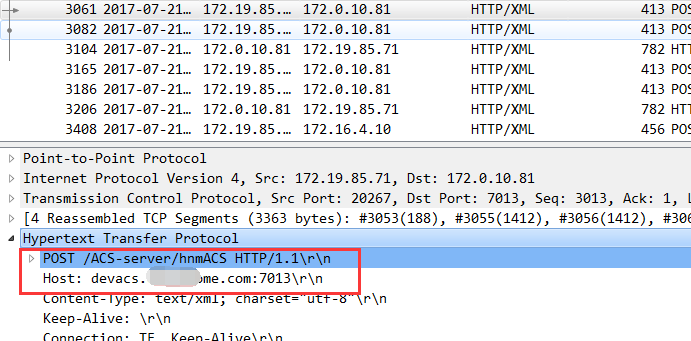 3061 2017-07-21… 172.19.85.… 172.0.10.81 HTTP/XML 413 POS
3082 2017-07-21… 172.19.85.… 172.0.10.81 HTTP/XML 413 POS
3104 2017-07-21… 172.0.10.81 172.19.85.71 HTTP/XML 782 HT
3165 2017-07-21… 172.19.85.… 172.0.10.81 HTTP/XML 413 POS
3186 2017-07-21… 172.19.85.… 172.0.10.81 HTTP/XML 413 POS
3206 2017-07-21… 172.0.10.81 172.19.85.71 HTTP/XML 782 HT
3408 2017-07-21… 172.19.85.… 172.16.4.10 HTTP/XML 456 POS
Point-to-Point Protocol
Internet Protocol Version 4, Src: 172.19.85.71, Dst: 172.0.10.81
Transmission Control Protocol, Src Port: 20267, Dst Port: 7013, Seq: 3013, Ack: 1, L
[4 Reassembled TCP Segments (3363 bytes): #3053(188), #3055(1412), #3056(1412), #306
Hypertext Transfer Protocol
POST /ACS-server/hnmACS HTTP/1.1\r\n
Host: devacs. ome.com:7013\r\n
Content-Type: text/xml; charset="utf-8"\r\n
Keep-Alive: \r\n
Connection: TE, Keep-Alive\r\n